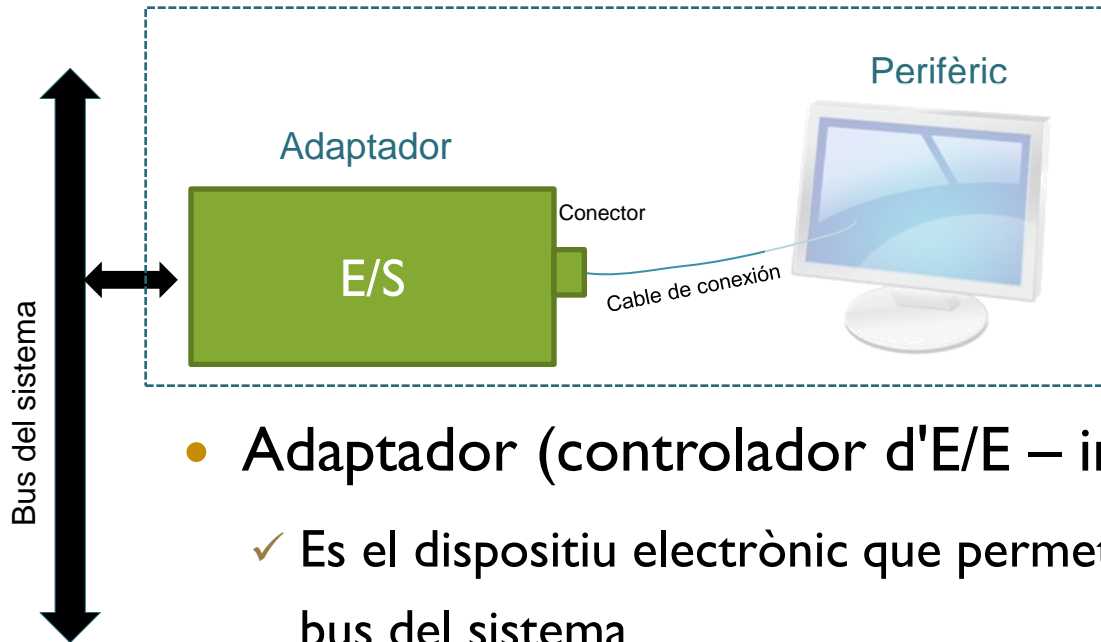 Perifèric
Adaptador
Conector
E/S
Cable de conexión
Bus del sistema
• Adaptador (controlador d'E/E –
✓ Es el dispositiu electrònic que permet
bus del sistema